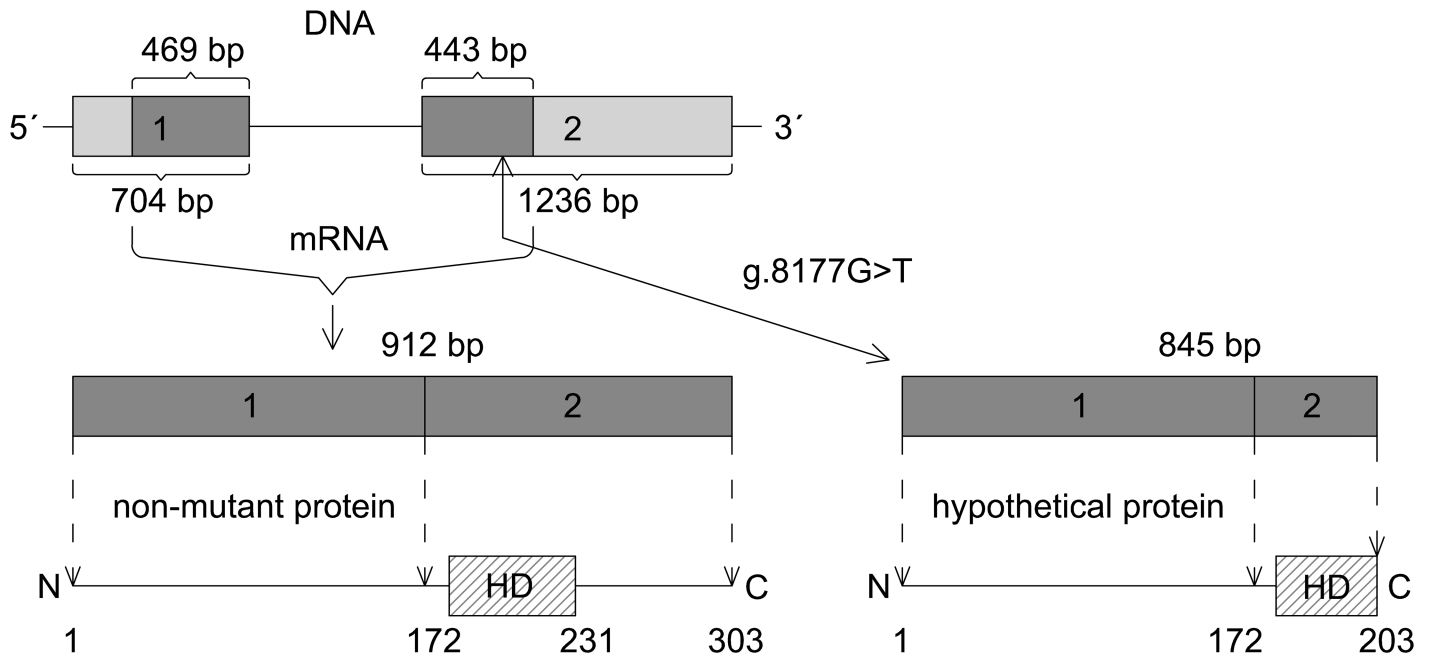 DNA
469 bp 443 bp
5´ 1 2 3´
704 bp 1236 bp
mRNA
g.8177G>T
912 bp 845 bp
1 2 1 2
non-mutant protein hypothetical protein
N HD C N HD C
1 172 231 303 1 172 203